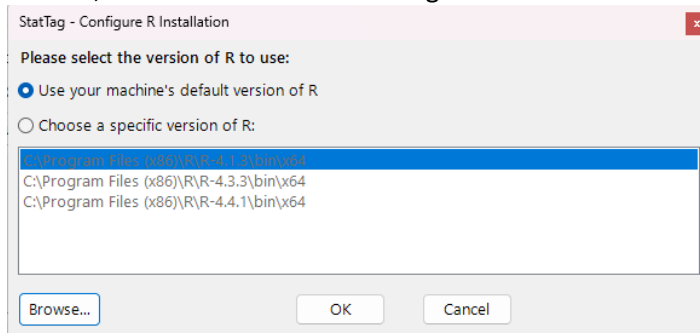 StatTag - Configure R Installation
x
Please select the version of R to use:
Use your machine's default version of R
Choose a specific version of R:
C:\Program Files (x86)\R\R-4.1.3\bin\x64
C:\Program Files (x86)\R\R-4.3.3\bin\x64
C:\Program Files (x86)\R\R-4.4.1\bin\x64
Browse...
OK
Cancel